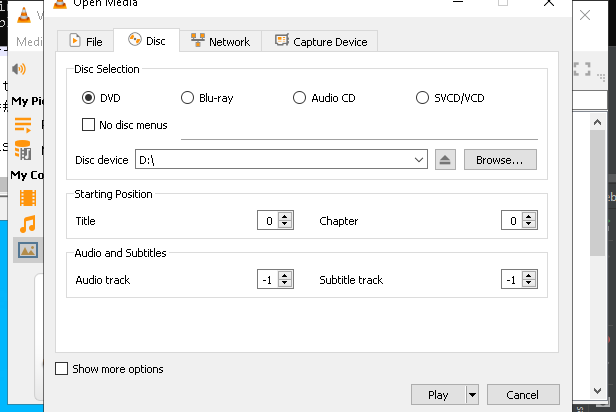 Open Media
Medi
File
Disc
Network
Capture Device
Disc Selection
DVD
Blu-ray
Audio CD
SVCD/VCD
My Pi
No disc menus
Disc device
D:\
Browse...
My Co
Starting Position
Title
0
Chapter
0
Audio and Subtitles
Audio track
-1
Subtitle track
-1
Show more options
Play
Cancel